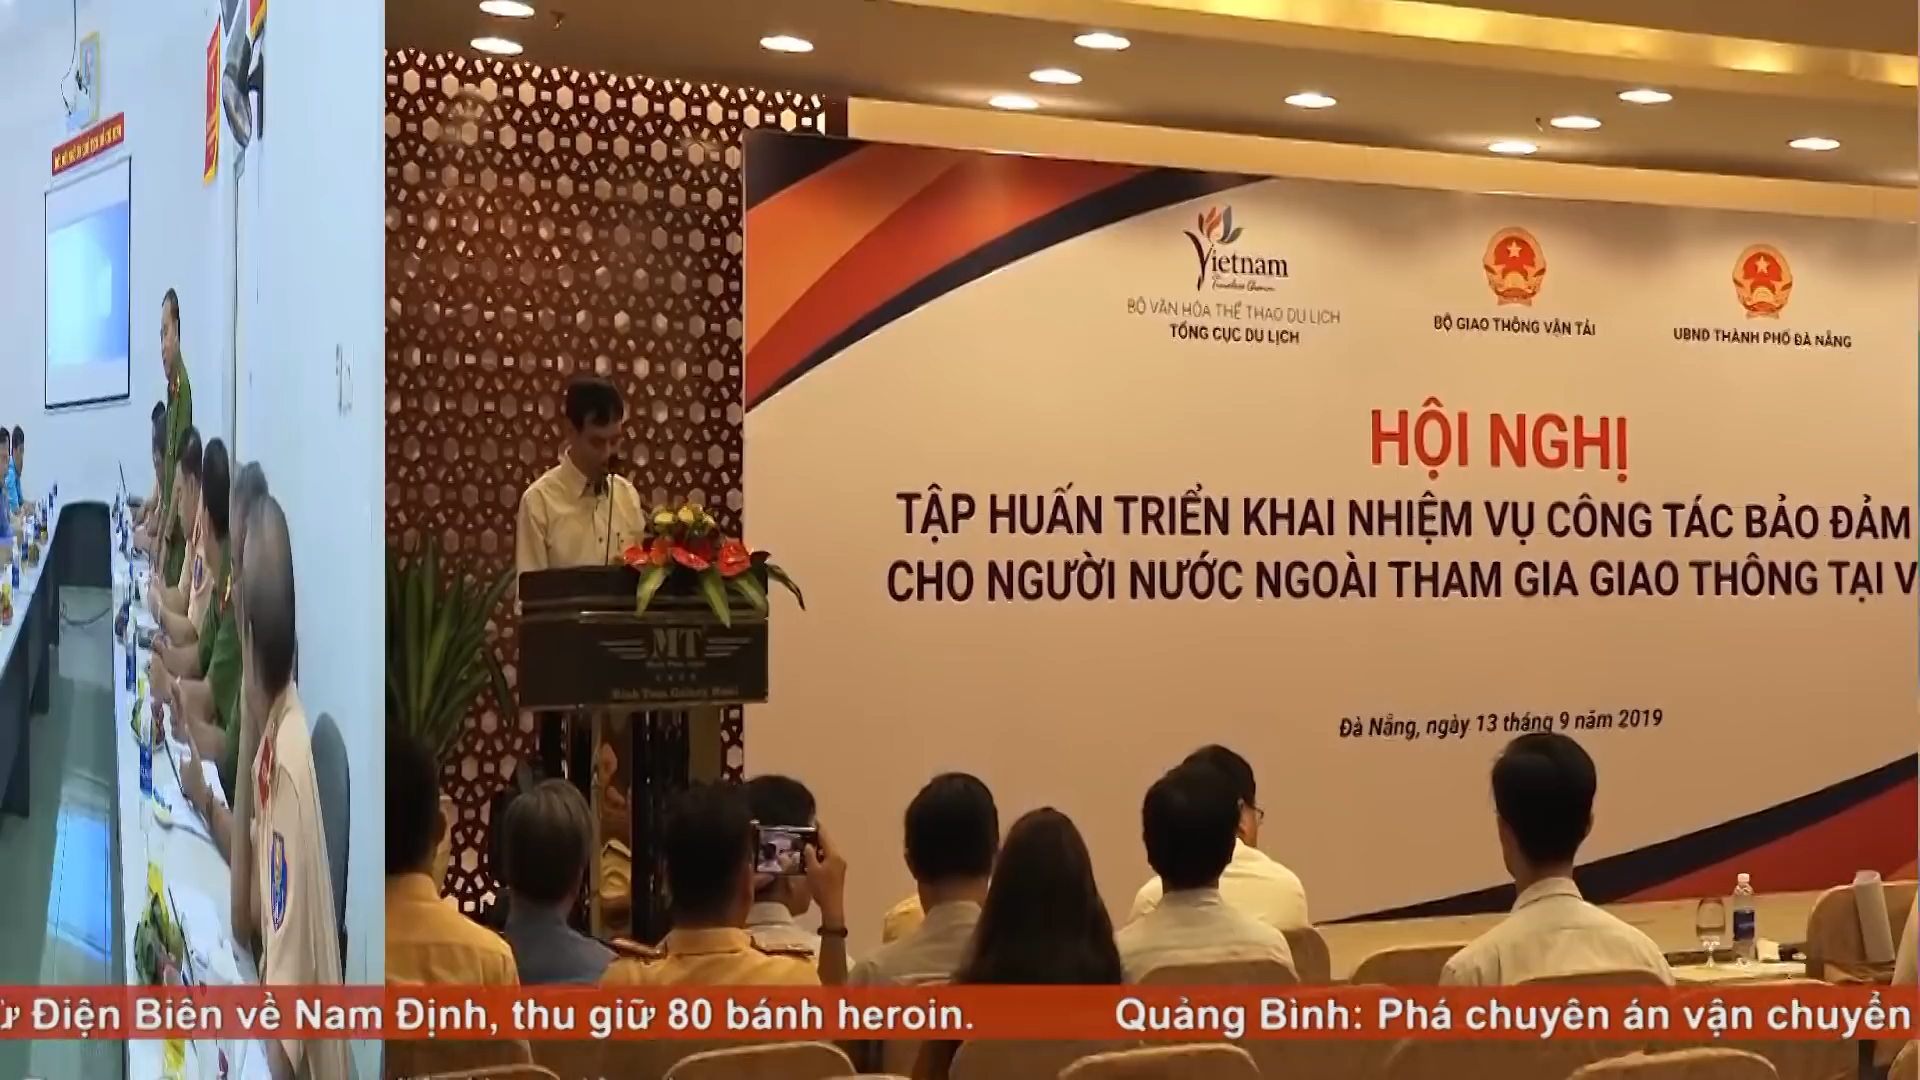 Vietnam
Timeless Charm
BỘ VĂN HÓA THỂ THAO DU LỊCH
TỔNG CỤC DU LỊCH
BỘ GIAO THÔNG VẬN TẢI
UBND THÀNH PHỐ ĐÀ NẴNG
HỘI NGHỊ
TẬP HUẤN TRIỂN KHAI NHIỆM VỤ CÔNG TÁC BẢO ĐẢM
CHO NGƯỜI NƯỚC NGOÀI THAM GIA GIAO THÔNG TẠI V
Đà Nẵng, ngày 13 tháng 9 năm 2019
MT
ừ Điện Biên về Nam Định, thu giữ 80 bánh heroin. Quảng Bình: Phá chuyên án vận chuyển